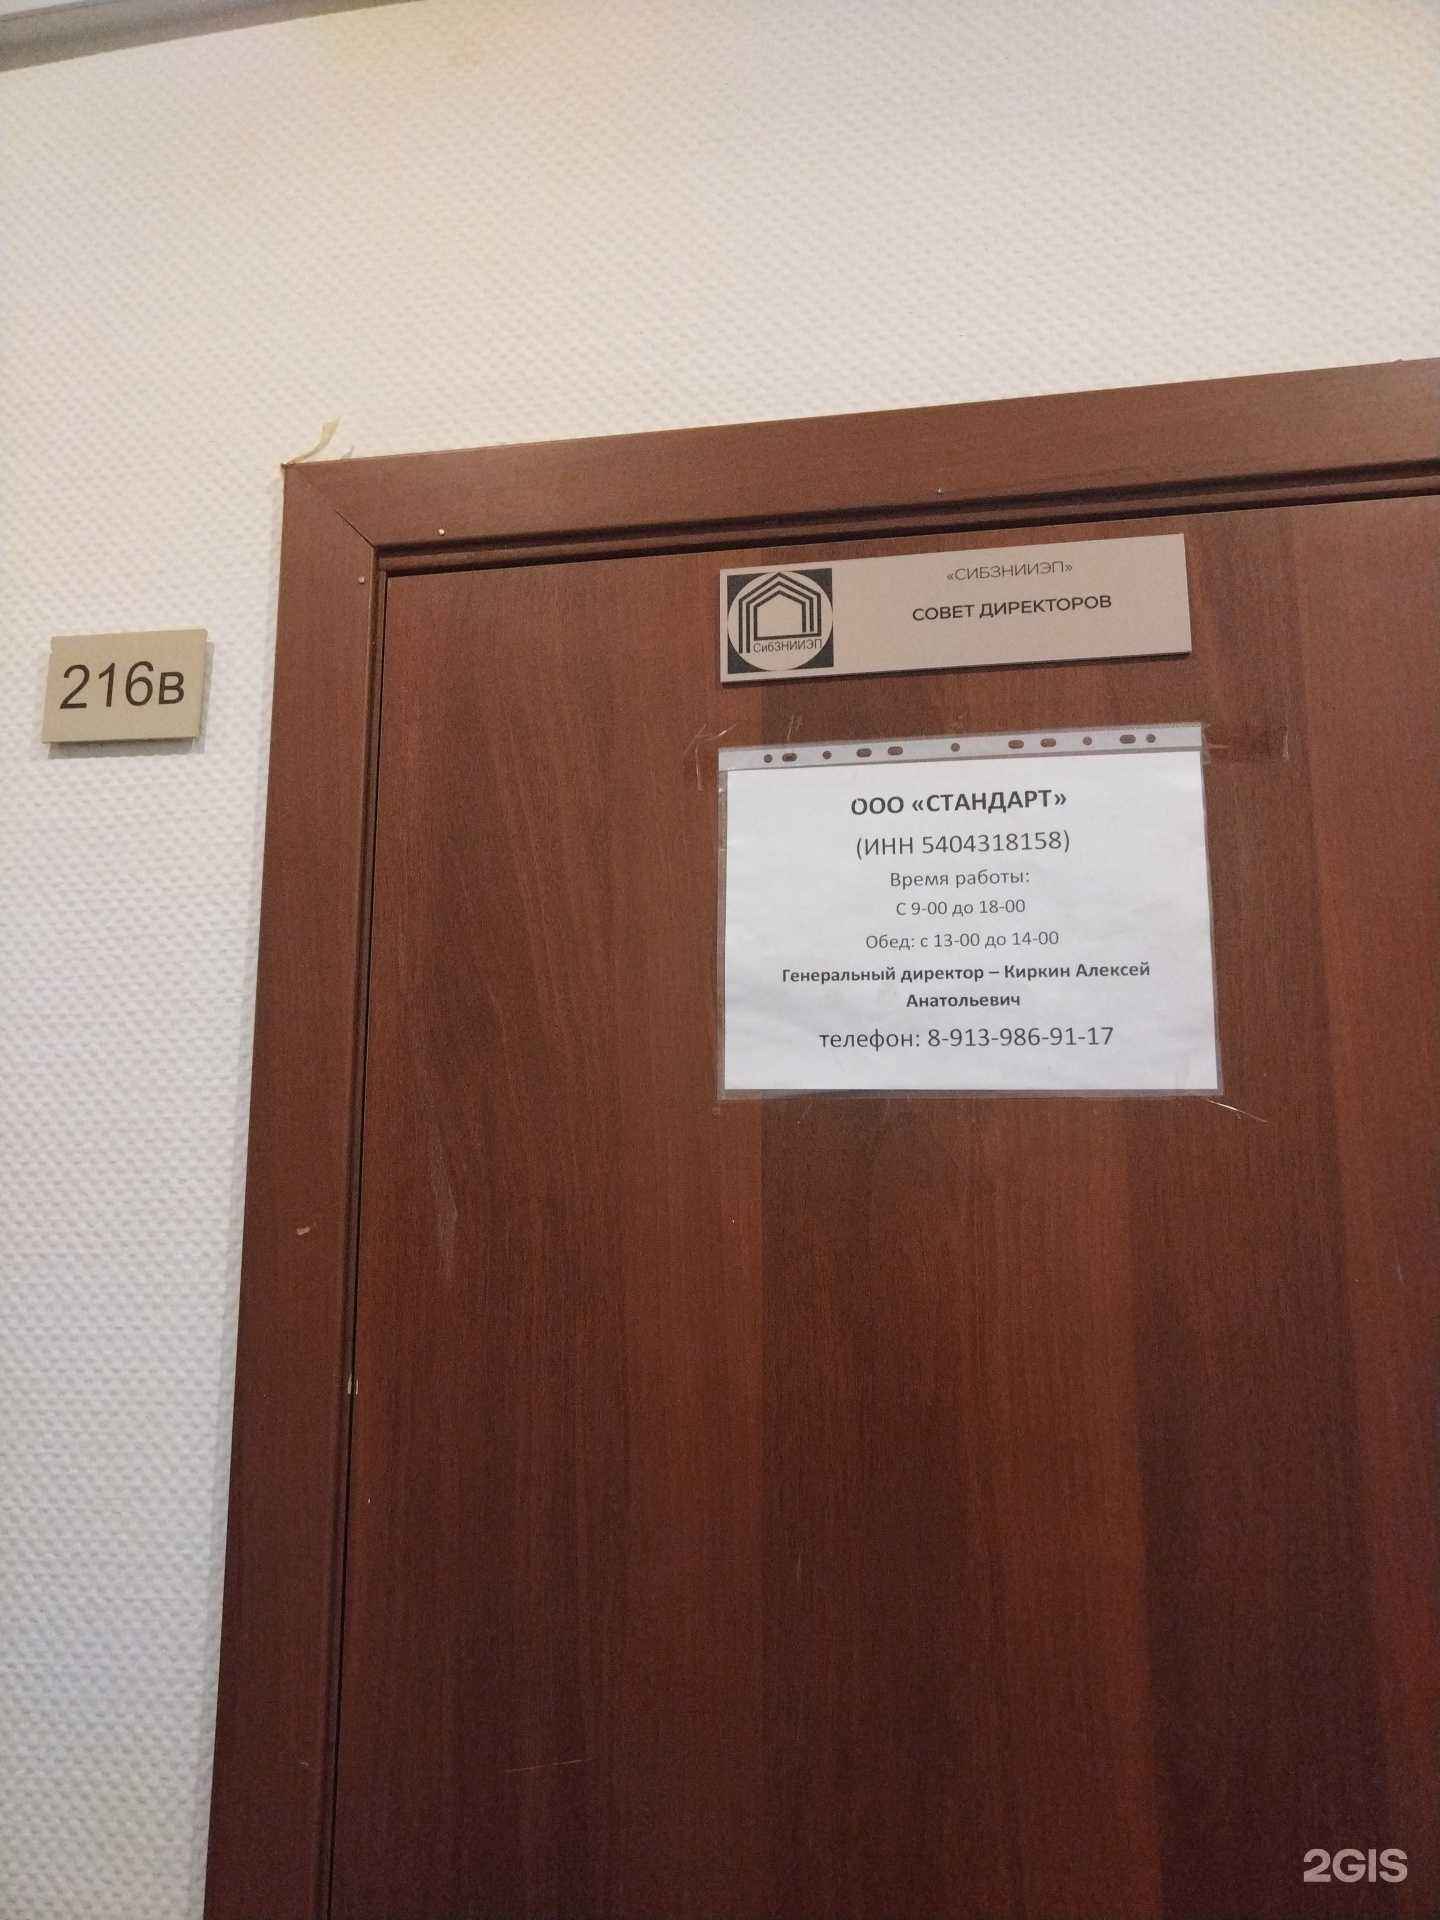 216в
«СИБЗНИИЭП»
СОВЕТ ДИРЕКТОРОВ
СибЗНИИЭП
ООО «СТАНДАРТ»
(ИНН 5404318158)
Время работы:
С 9-00 до 18-00
Обед: с 13-00 до 14-00
Генеральный директор – Киркин Алексей
Анатольевич
телефон: 8-913-986-91-17
2GIS